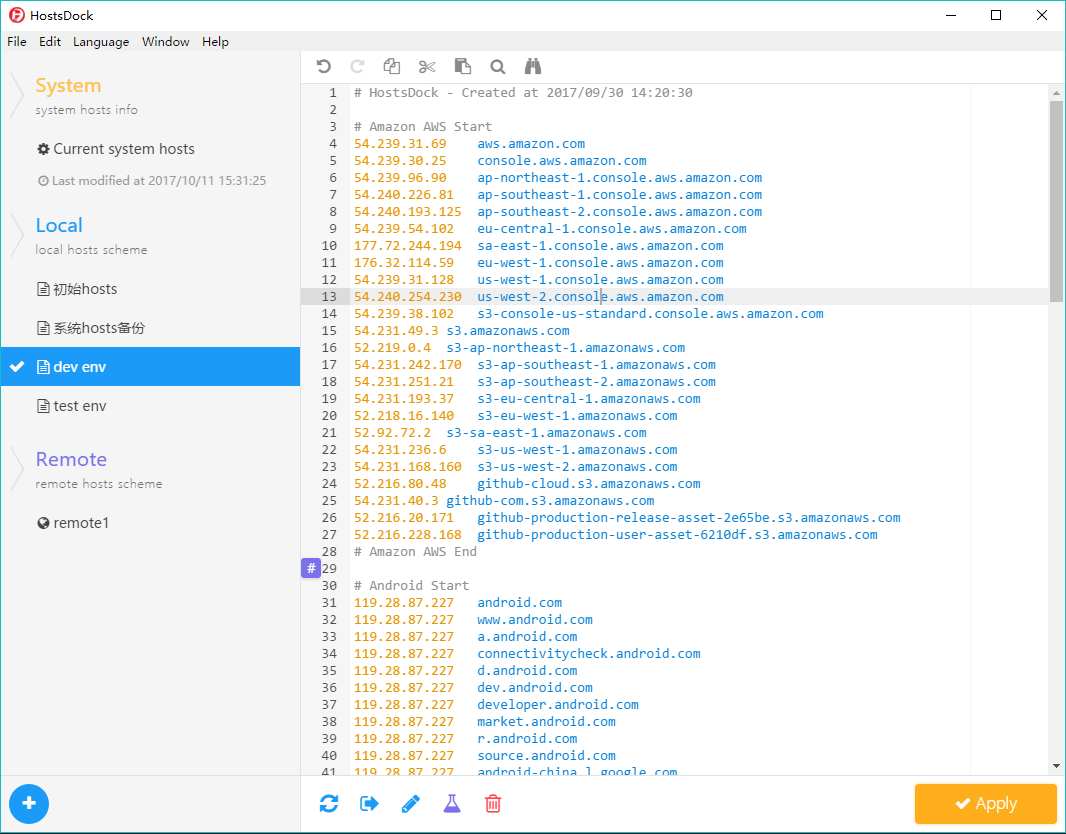 HostsDock
File Edit Language Window Help
System
system hosts info
Current system hosts
Last modified at 2017/10/11 15:31:25
Local
local hosts scheme
初始hosts
系统hosts备份
dev env
test env
Remote
remote hosts scheme
remote1
1 # HostsDock - Created at 2017/09/30 14:20:30
2
3 # Amazon AWS Start
4 54.239.31.69 aws.amazon.com
5 54.239.30.25 console.aws.amazon.com
6 54.239.96.90 ap-northeast-1.console.aws.amazon.com
7 54.240.226.81 ap-southeast-1.console.aws.amazon.com
8 54.240.193.125 ap-southeast-2.console.aws.amazon.com
9 54.239.54.102 eu-central-1.console.aws.amazon.com
10 177.72.244.194 sa-east-1.console.aws.amazon.com
11 176.32.114.59 eu-west-1.console.aws.amazon.com
12 54.239.31.128 us-west-1.console.aws.amazon.com
13 54.240.254.230 us-west-2.console.aws.amazon.com
14 54.239.38.102 s3-console-us-standard.console.aws.amazon.com
15 54.231.49.3 s3.amazonaws.com
16 52.219.0.4 s3-ap-northeast-1.amazonaws.com
17 54.231.242.170 s3-ap-southeast-1.amazonaws.com
18 54.231.251.21 s3-ap-southeast-2.amazonaws.com
19 54.231.193.37 s3-eu-central-1.amazonaws.com
20 52.218.16.140 s3-eu-west-1.amazonaws.com
21 52.92.72.2 s3-sa-east-1.amazonaws.com
22 54.231.236.6 s3-us-west-1.amazonaws.com
23 54.231.168.160 s3-us-west-2.amazonaws.com
24 52.216.80.48 github-cloud.s3.amazonaws.com
25 54.231.40.3 github-com.s3.amazonaws.com
26 52.216.20.171 github-production-release-asset-2e65be.s3.amazonaws.com
27 52.216.228.168 github-production-user-asset-6210df.s3.amazonaws.com
28 # Amazon AWS End
# 29
30 # Android Start
31 119.28.87.227 android.com
32 119.28.87.227 www.android.com
33 119.28.87.227 a.android.com
34 119.28.87.227 connectivitycheck.android.com
35 119.28.87.227 d.android.com
36 119.28.87.227 dev.android.com
37 119.28.87.227 developer.android.com
38 119.28.87.227 market.android.com
39 119.28.87.227 r.android.com
40 119.28.87.227 source.android.com
41 119.28.87.227 android-china.l.google.com
Apply